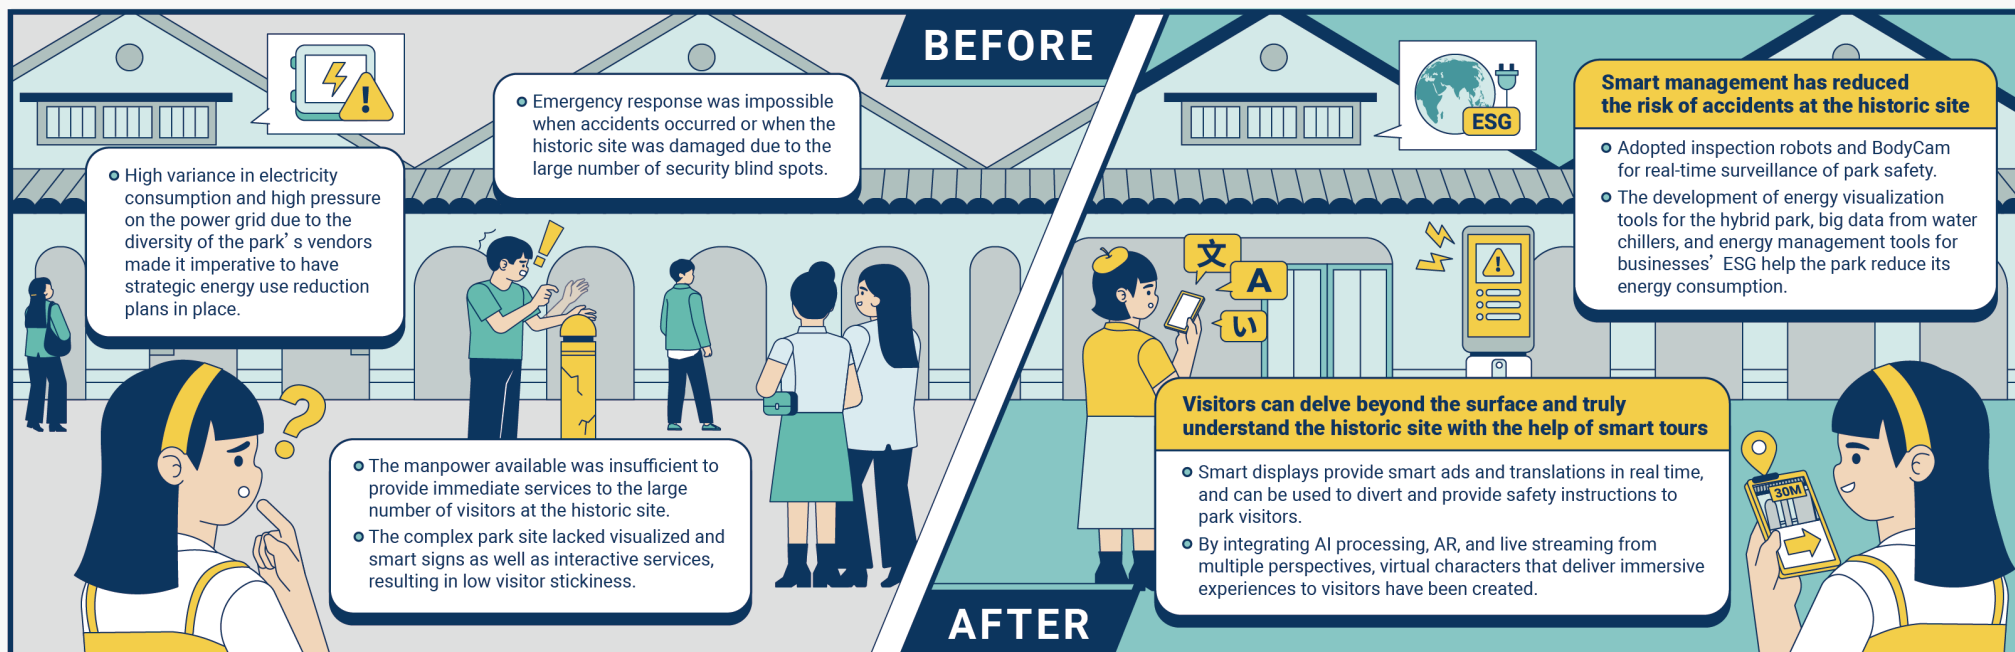 BEFORE
High variance in electricity
consumption and high pressure
on the power grid due to the
diversity of the park’s vendors
made it imperative to have
strategic energy use reduction
plans in place.
Emergency response was impossible
when accidents occurred or when the
historic site was damaged due to the
large number of security blind spots.
The manpower available was insufficient to
provide immediate services to the large
number of visitors at the historic site.
The complex park site lacked visualized and
smart signs as well as interactive services,
resulting in low visitor stickiness.
AFTER
ESG
Smart management has reduced
the risk of accidents at the historic site
Adopted inspection robots and BodyCam
for real-time surveillance of park safety.
The development of energy visualization
tools for the hybrid park, big data from water
chillers, and energy management tools for
businesses’ ESG help the park reduce its
energy consumption.
文
A
い
Visitors can delve beyond the surface and truly
understand the historic site with the help of smart tours
Smart displays provide smart ads and translations in real time,
and can be used to divert and provide safety instructions to
park visitors.
By integrating AI processing, AR, and live streaming from
multiple perspectives, virtual characters that deliver immersive
experiences to visitors have been created.
30M